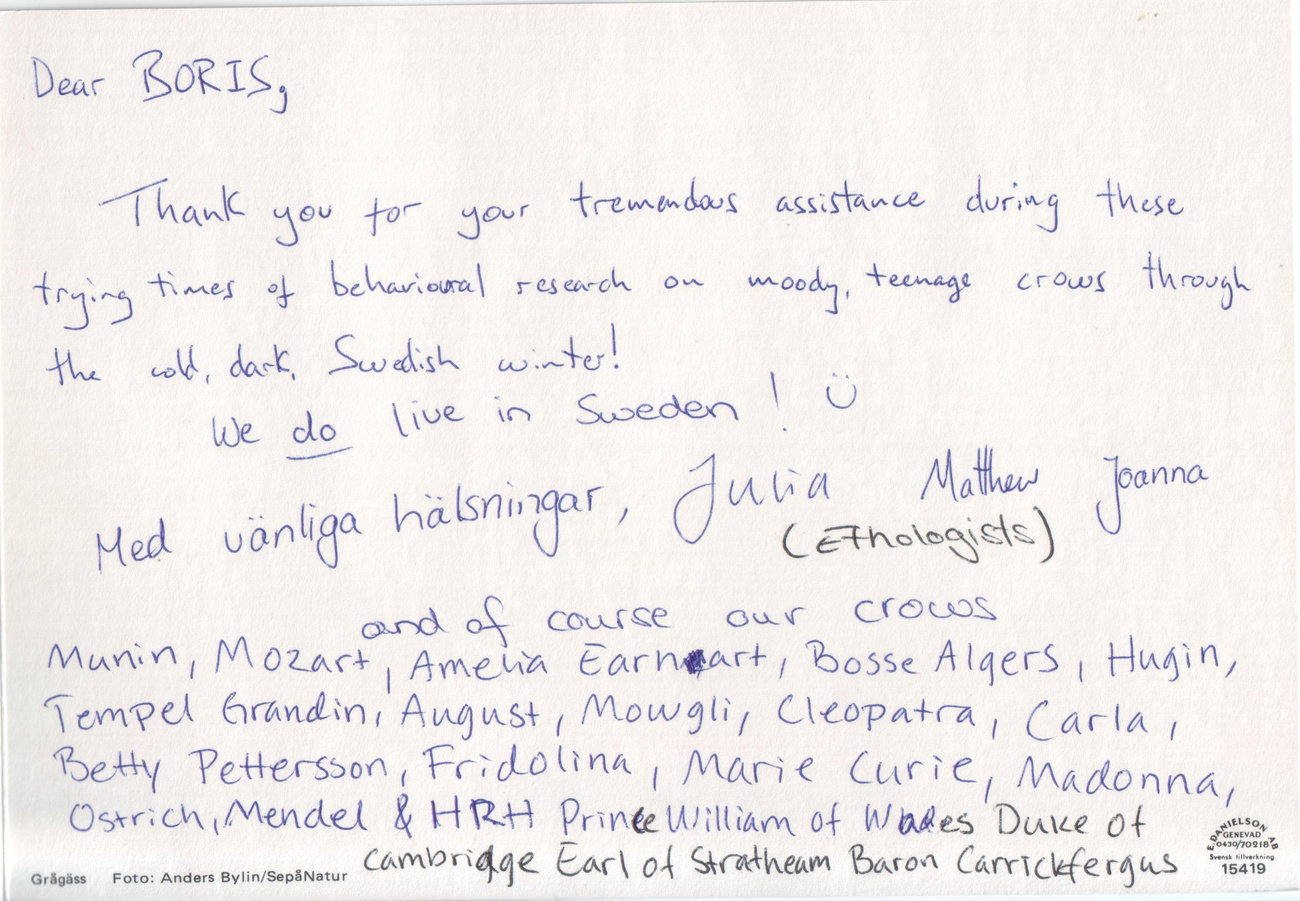 Dear BORIS,
Thank you for your tremendous assistance during these
trying times of behavioural research on moody, teenage crows through
the cold, dark, Swedish winter!
We do live in Sweden! Ü
Med vänliga hälsningar, Julia Matthew Joanna
(Ethologists)
and of course our crows
Munin, Mozart, Amelia Earheart, Bosse Algers, Hugin,
Tempel Grandin, August, Mowgli, Cleopatra, Carla,
Betty Pettersson, Fridolina, Marie Curie, Madonna,
Ostrich, Mendel & HRH Prince William of Wales Duke of
cambridge Earl of Stratheam Baron Carrickfergus
Grågäss Foto: Anders Bylin/SepåNatur
E. DANIELSON AB
GENEVAD
0430/70218
Svensk tillverkning
15419